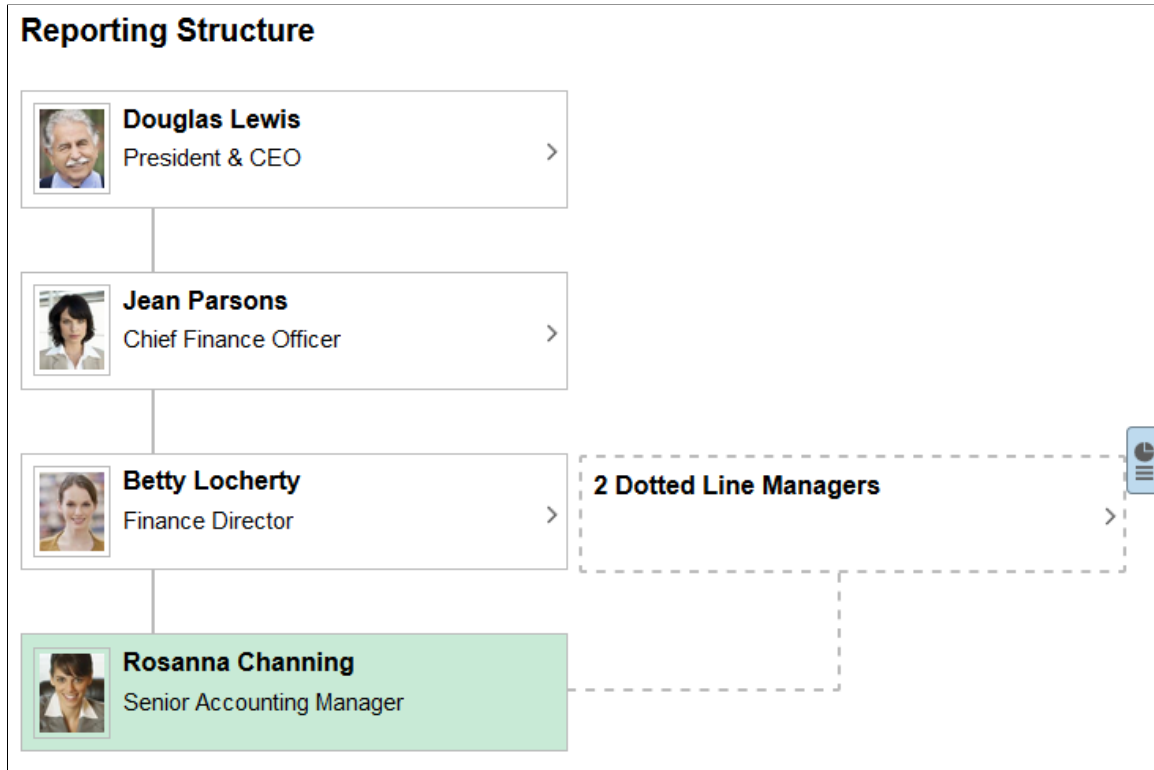 Reporting Structure
Douglas Lewis
President & CEO
Jean Parsons
Chief Finance Officer
Betty Locherty
Finance Director
2 Dotted Line Managers
Rosanna Channing
Senior Accounting Manager